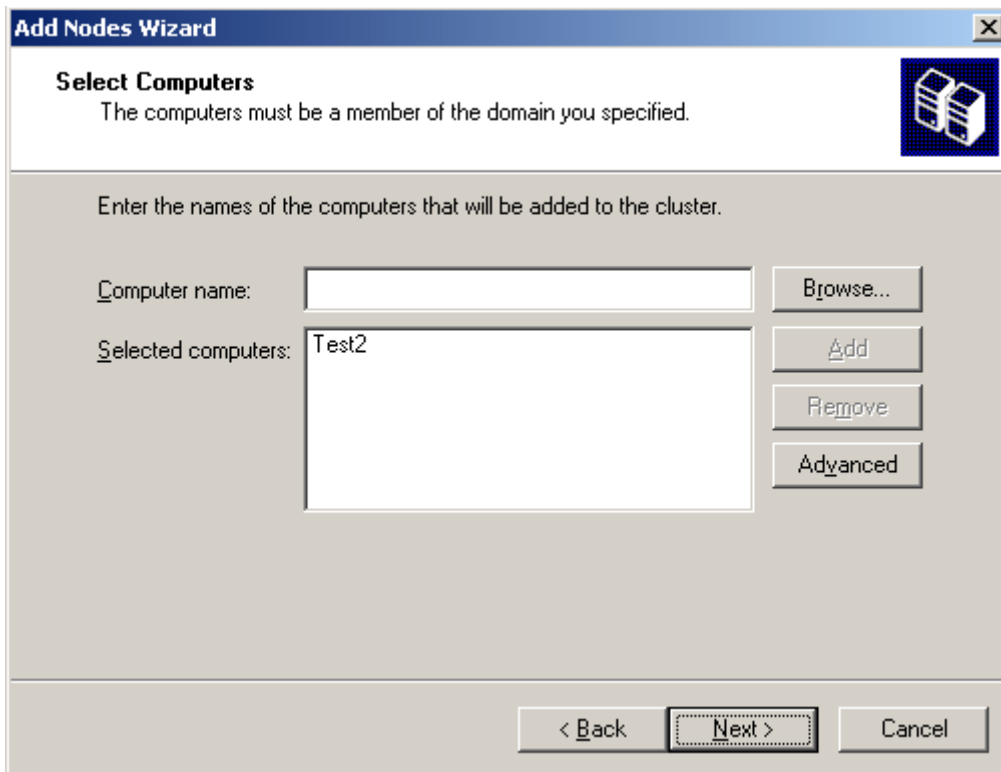 Add Nodes Wizard
Select Computers
The computers must be a member of the domain you specified.
Enter the names of the computers that will be added to the cluster.
Computer name:
Browse...
Selected computers:
Test2
Add
Remove
Advanced
< Back
Next >
Cancel